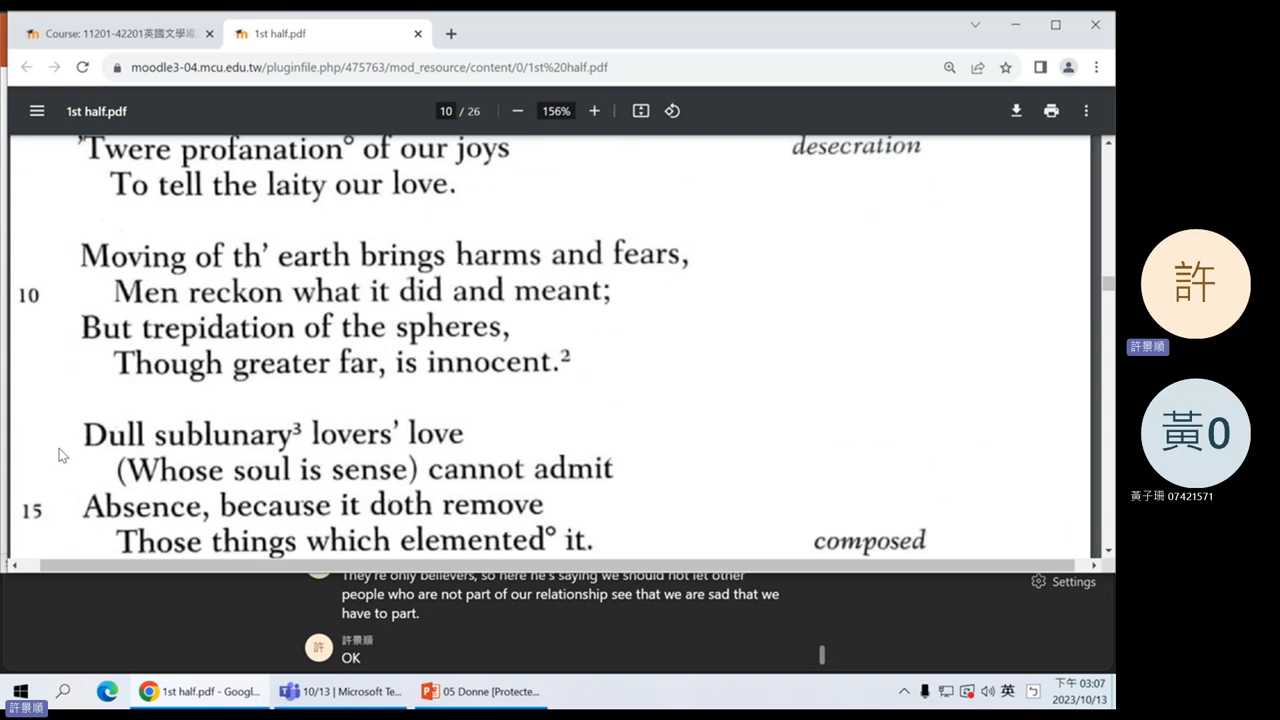 Course: 11201-42201英國文學導
1st half.pdf
moodle3-04.mcu.edu.tw/pluginfile.php/475763/mod_resource/content/0/1st%20half.pdf
1st half.pdf
10 / 26
156%
'Twere profanation° of our joys desecration
To tell the laity our love.
Moving of th' earth brings harms and fears,
10 Men reckon what it did and meant;
But trepidation of the spheres,
Though greater far, is innocent.²
Dull sublunary³ lovers' love
(Whose soul is sense) cannot admit
15 Absence, because it doth remove
Those things which elemented° it. composed
They're only believers, so here he's saying we should not let other
people who are not part of our relationship see that we are sad that we
have to part.
許 許景順
OK
Settings
許
許景順
黃0
黃子珊 07421571
1st half.pdf - Googl...
10/13 | Microsoft Te...
05 Donne [Protecte...
英
下午 03:07
2023/10/13
許景順